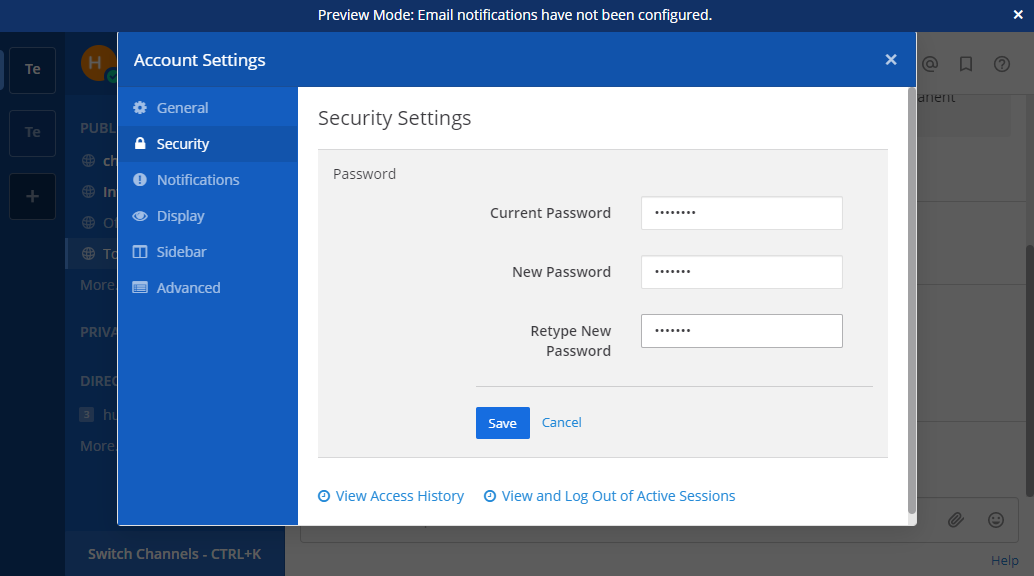 Preview Mode: Email notifications have not been configured.
Te
H
Account Settings
General
Security
Notifications
Display
Sidebar
Advanced
Security Settings
Password
Current Password
••••••••
New Password
•••••••
Retype New
Password
•••••••
Save
Cancel
View Access History
View and Log Out of Active Sessions
Te
+
PUBL
ch
In
Of
To
More.
PRIVA
DIREC
3
hu
More.
Switch Channels - CTRL+K
Help